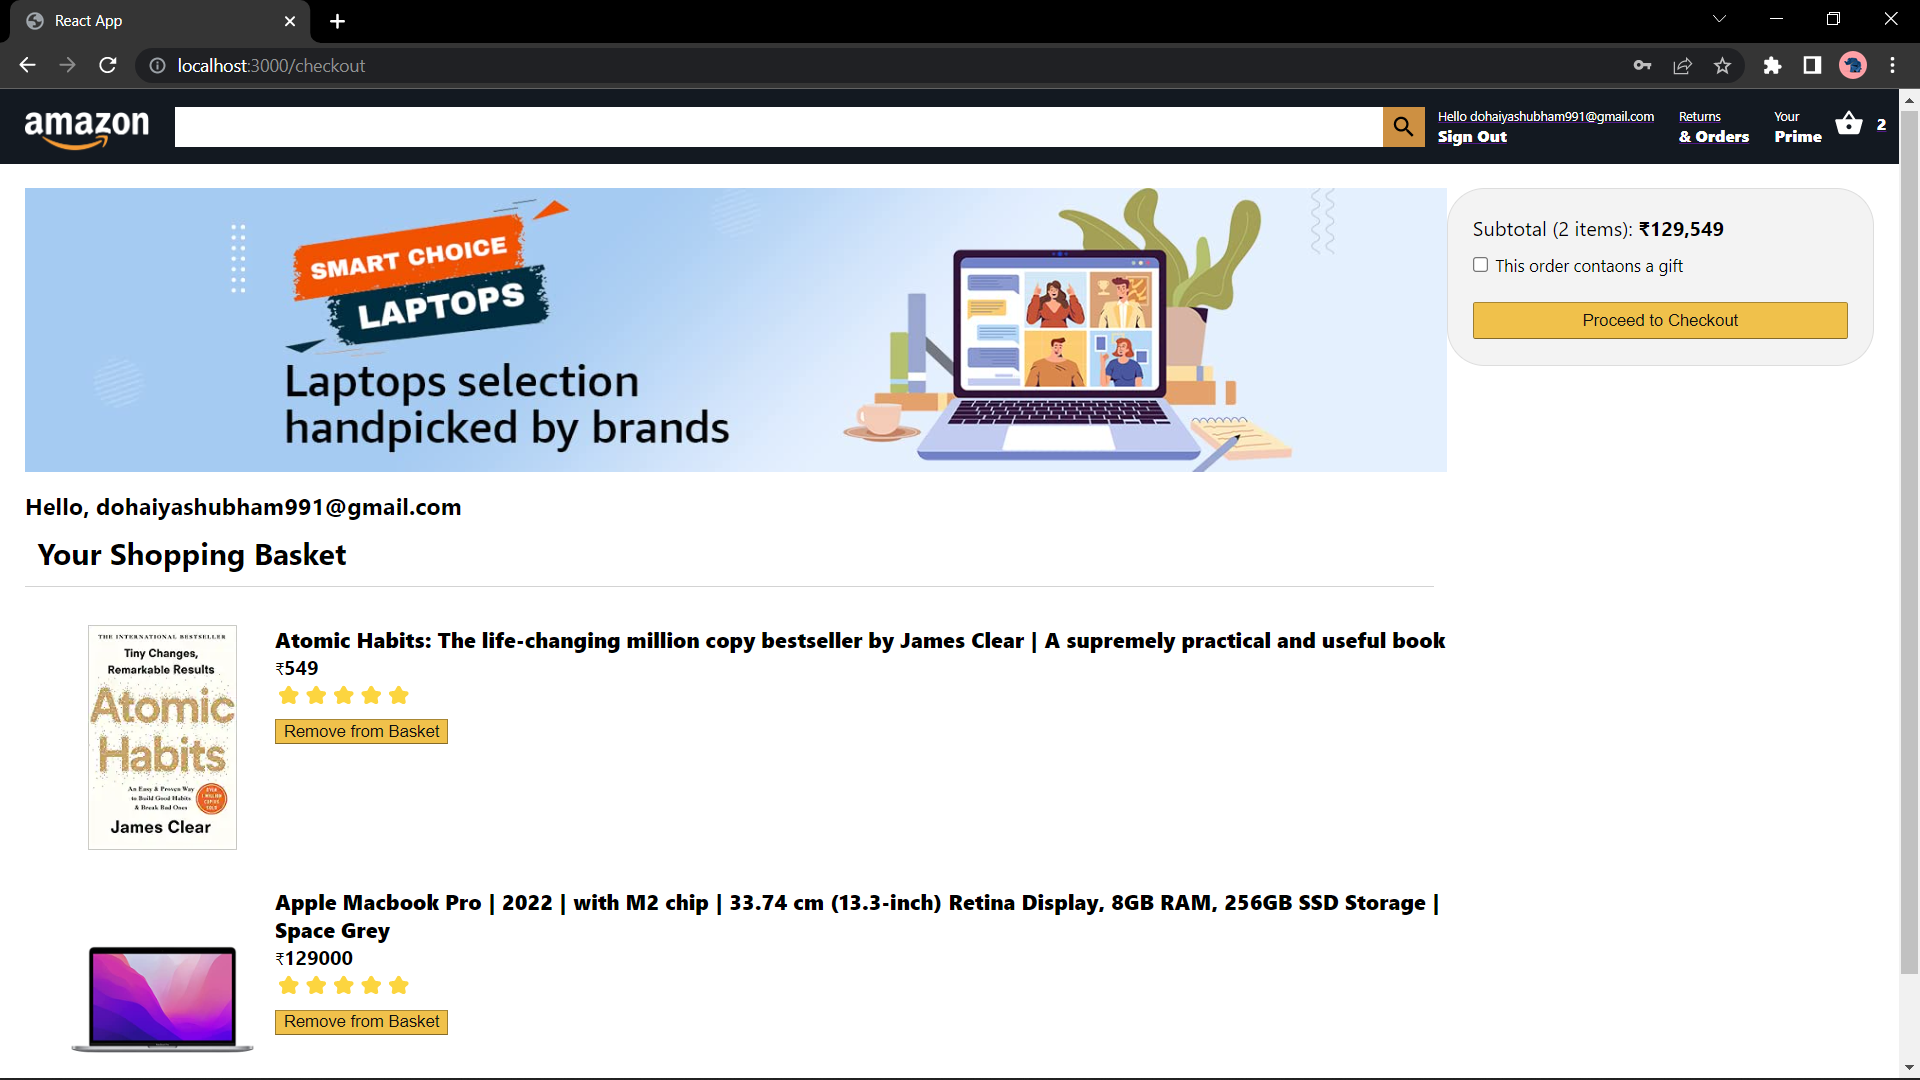 React App
localhost:3000/checkout
amazon
Hello dohaiyashubham991@gmail.com
Sign Out
Returns
& Orders
Your
Prime
2
SMART CHOICE
LAPTOPS
Laptops selection
handpicked by brands
Subtotal (2 items): ₹129,549
This order contaons a gift
Proceed to Checkout
Hello, dohaiyashubham991@gmail.com
Your Shopping Basket
THE INTERNATIONAL BESTSELLER
Tiny Changes,
Remarkable Results
Atomic
Habits
An Easy & Proven Way
to Build Good Habits
& Break Bad Ones
OVER
1 MILLION
COPIES
SOLD
James Clear
Atomic Habits: The life-changing million copy bestseller by James Clear | A supremely practical and useful book
₹549
Remove from Basket
Apple Macbook Pro | 2022 | with M2 chip | 33.74 cm (13.3-inch) Retina Display, 8GB RAM, 256GB SSD Storage |
Space Grey
₹129000
Remove from Basket